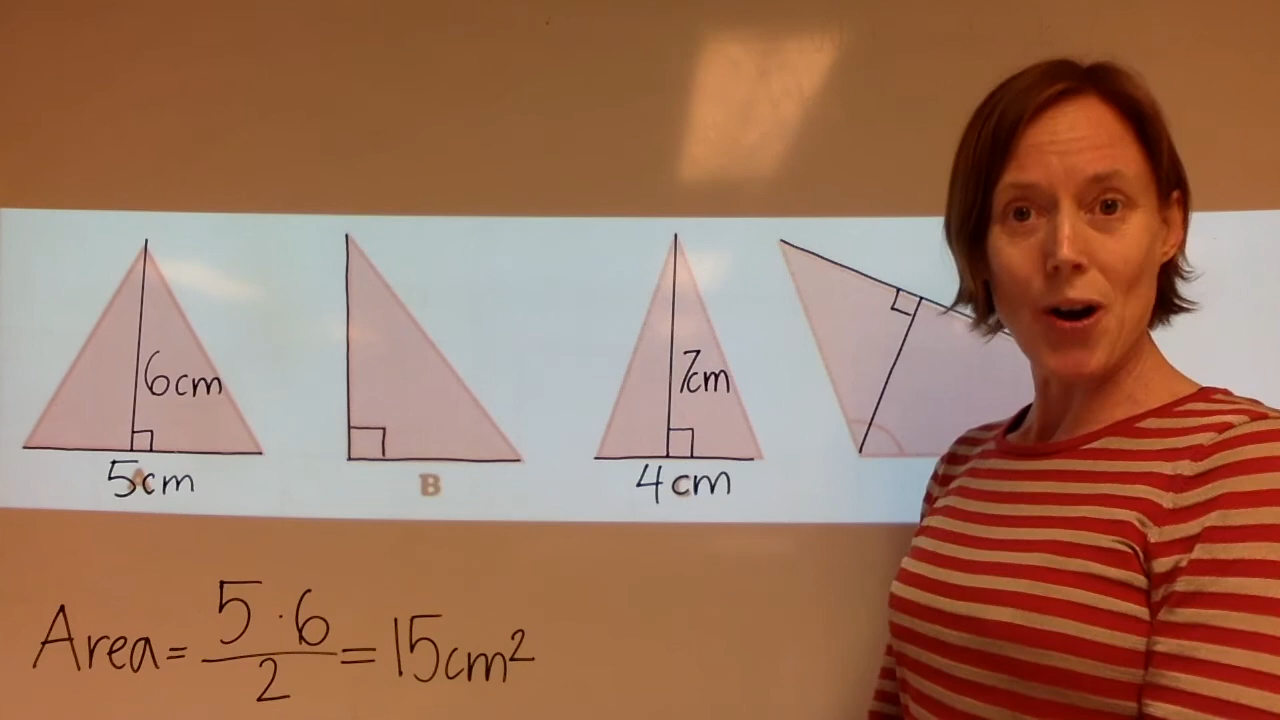 6cm
7cm
5cm
B
4cm
Area = 5·6/2 = 15cm²